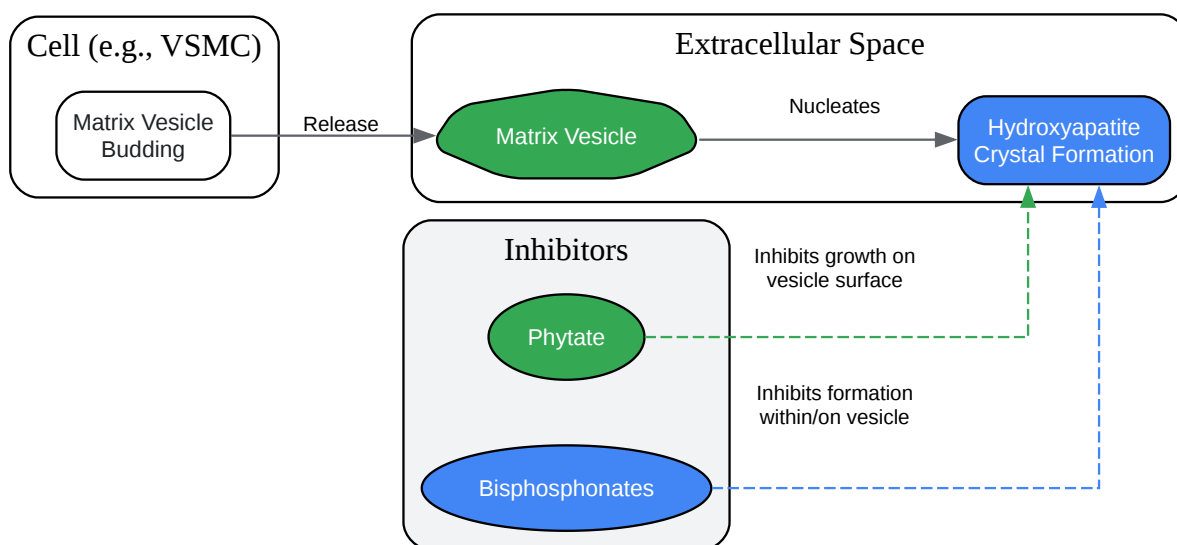 Cell (e.g., VSMC)
Matrix Vesicle
Budding
Release
Extracellular Space
Matrix Vesicle
Nucleates
Hydroxyapatite
Crystal Formation
Inhibitors
Phytate
Inhibits growth on
vesicle surface
Bisphosphonates
Inhibits formation
within/on vesicle